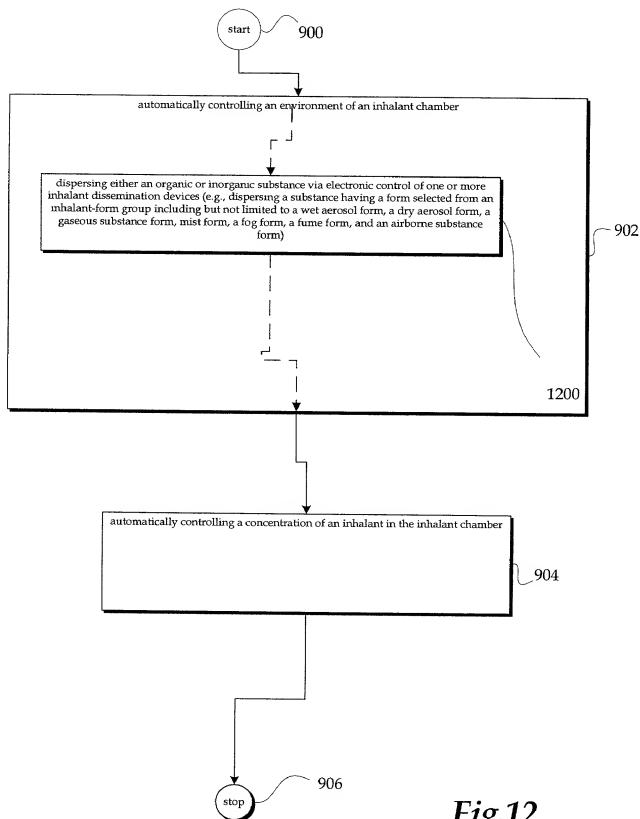 start
900
automatically controlling an environment of an inhalant chamber
dispersing either an organic or inorganic substance via electronic control of one or more
inhalant dissemination devices (e.g., dispersing a substance having a form selected from an
inhalant-form group including but not limited to a wet aerosol form, a dry aerosol form, a
gaseous substance form, mist form, a fog form, a fume form, and an airborne substance
form)
902
1200
automatically controlling a concentration of an inhalant in the inhalant chamber
904
906
stop
Fig.12